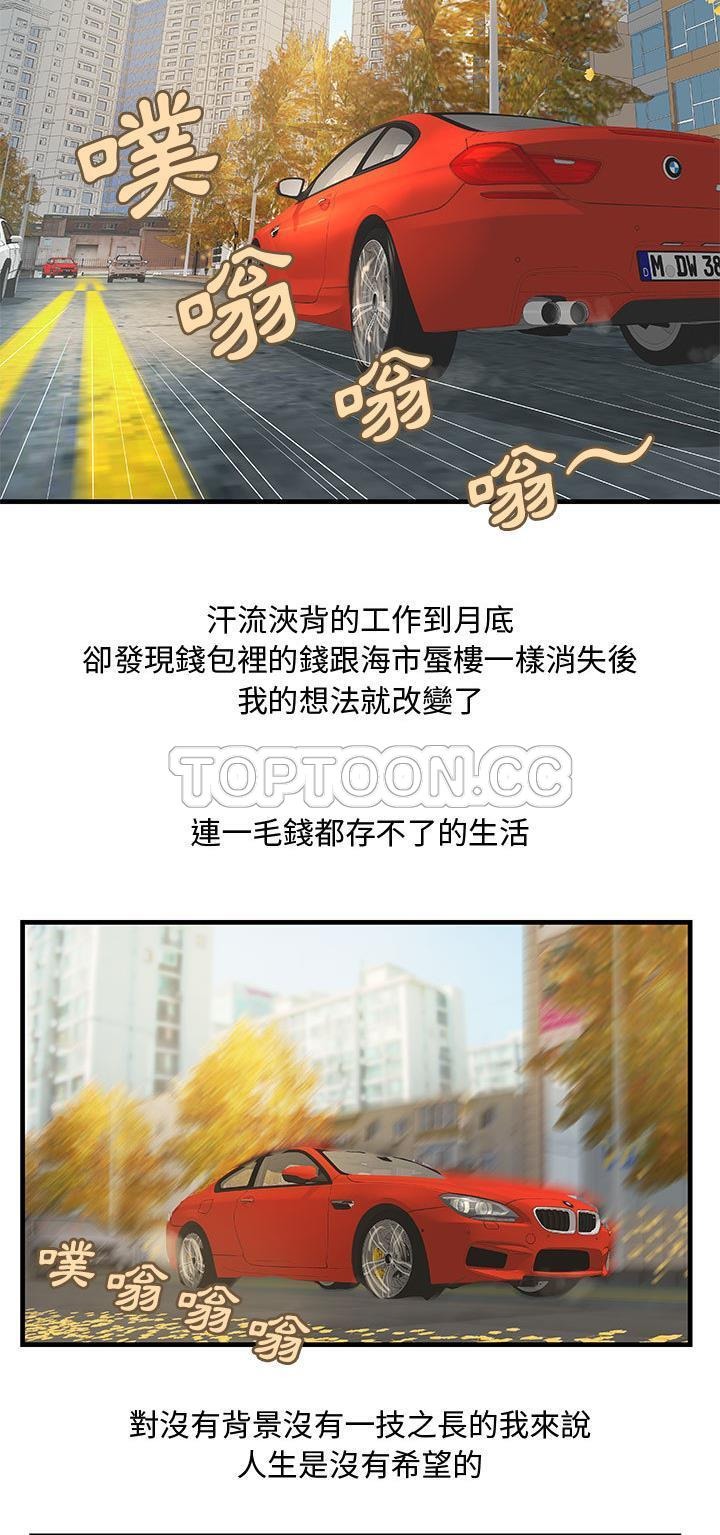 噗
嗡
嗡
嗡～
M DW 38
汗流浹背的工作到月底
卻發現錢包裡的錢跟海市蜃樓一樣消失後
我的想法就改變了
TOPTOON.CC
連一毛錢都存不了的生活
噗嗡嗡嗡
對沒有背景沒有一技之長的我來說
人生是沒有希望的